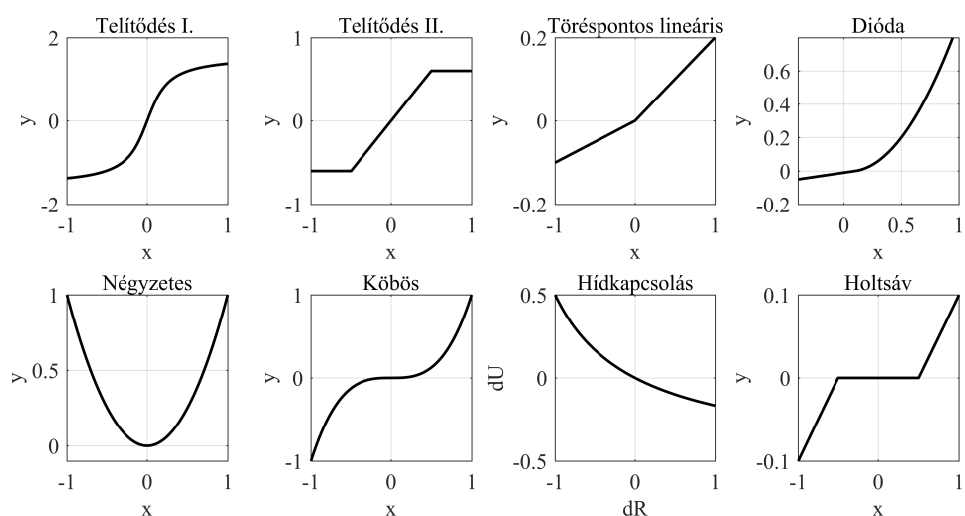 Telítődés I.
2
0
-2
y
-1 0 1
x
Telítődés II.
1
0
-1
y
-1 0 1
x
Töréspontos lineáris
0.2
0
-0.2
y
-1 0 1
x
Dióda
0.6
0.4
0.2
0
-0.2
y
0 0.5 1
x
Négyzetes
1
0.5
0
y
-1 0 1
x
Köbös
1
0
-1
y
-1 0 1
x
Hídkapcsolás
0.5
0
-0.5
dU
-1 0 1
dR
Holtsáv
0.1
0
-0.1
y
-1 0 1
x